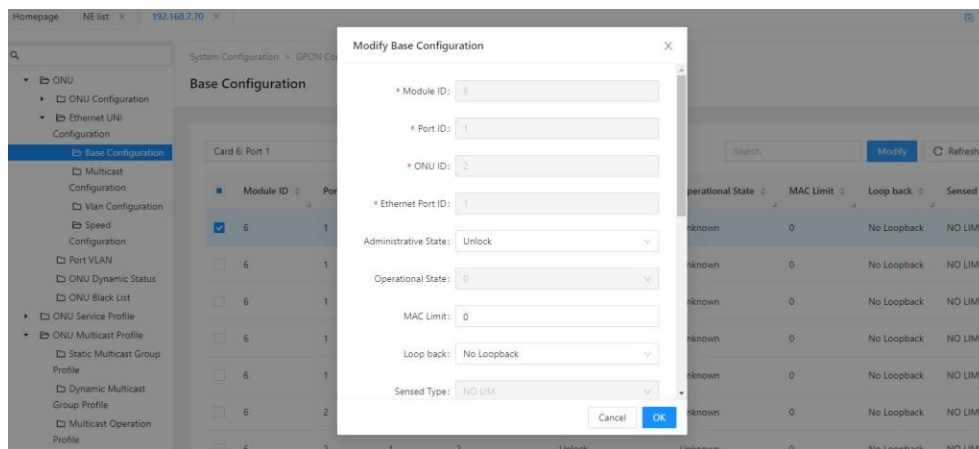 Homepage NE list × 192.168.7.70 ×
System Configuration > GPON Co
Base Configuration
ONU
ONU Configuration
Ethernet UNI
Configuration
Base Configuration
Multicast
Configuration
Vlan Configuration
Speed
Configuration
Port VLAN
ONU Dynamic Status
ONU Black List
ONU Service Profile
ONU Multicast Profile
Static Multicast Group
Profile
Dynamic Multicast
Group Profile
Multicast Operation
Profile
Card 6: Port 1
Search Modify Refresh
Module ID Por perational State MAC Limit Loop back Sensed
6 1 nknown 0 No Loopback NO LIM
6 1 nknown 0 No Loopback NO LIM
6 1 nknown 0 No Loopback NO LIM
6 1 nknown 0 No Loopback NO LIM
6 1 nknown 0 No Loopback NO LIM
6 2 nknown 0 No Loopback NO LIM
Modify Base Configuration ×
* Module ID: 6
* Port ID: 1
* ONU ID: 2
* Ethernet Port ID: 1
Administrative State: Unlock
Operational State: 0
MAC Limit: 0
Loop back: No Loopback
Sensed Type: NO LIM
Cancel OK